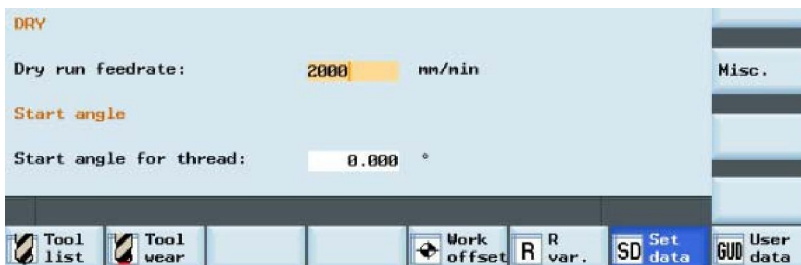 DRY
Dry run feedrate: 2000 mm/min
Misc.
Start angle
Start angle for thread: 0.000 °
Tool list
Tool wear
Work offset
R R var.
SD Set data
GUD User data